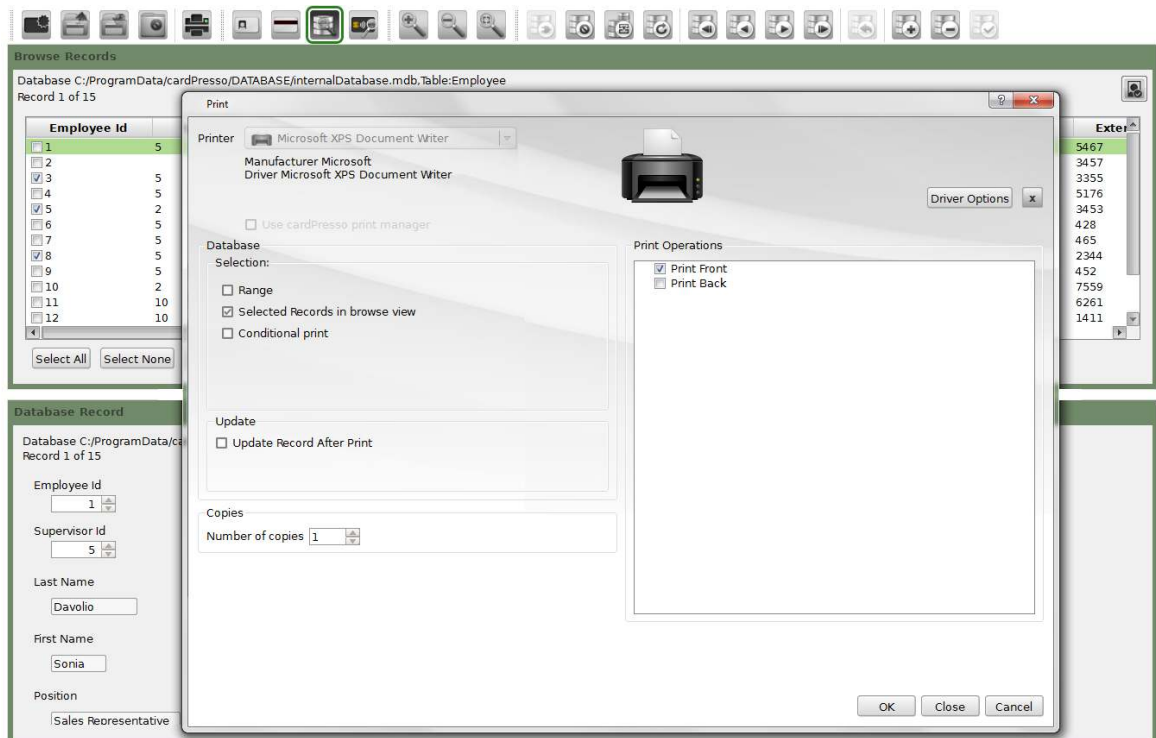 Browse Records
Database C:/ProgramData/cardPresso/DATABASE/internalDatabase.mdb,Table:Employee
Record 1 of 15
Employee Id
Exter
1 5 5467
2 3457
3 5 3355
4 5 5176
5 2 3453
6 5 428
7 5 465
8 5 2344
9 5 452
10 2 7559
11 10 6261
12 10 1411
Select All Select None
Print
Printer Microsoft XPS Document Writer
Manufacturer Microsoft
Driver Microsoft XPS Document Writer
Driver Options x
Use cardPresso print manager
Database
Selection:
Range
Selected Records in browse view
Conditional print
Update
Update Record After Print
Copies
Number of copies 1
Print Operations
Print Front
Print Back
OK Close Cancel
Database Record
Database C:/ProgramData/ca
Record 1 of 15
Employee Id
1
Supervisor Id
5
Last Name
Davolio
First Name
Sonia
Position
Sales Representative